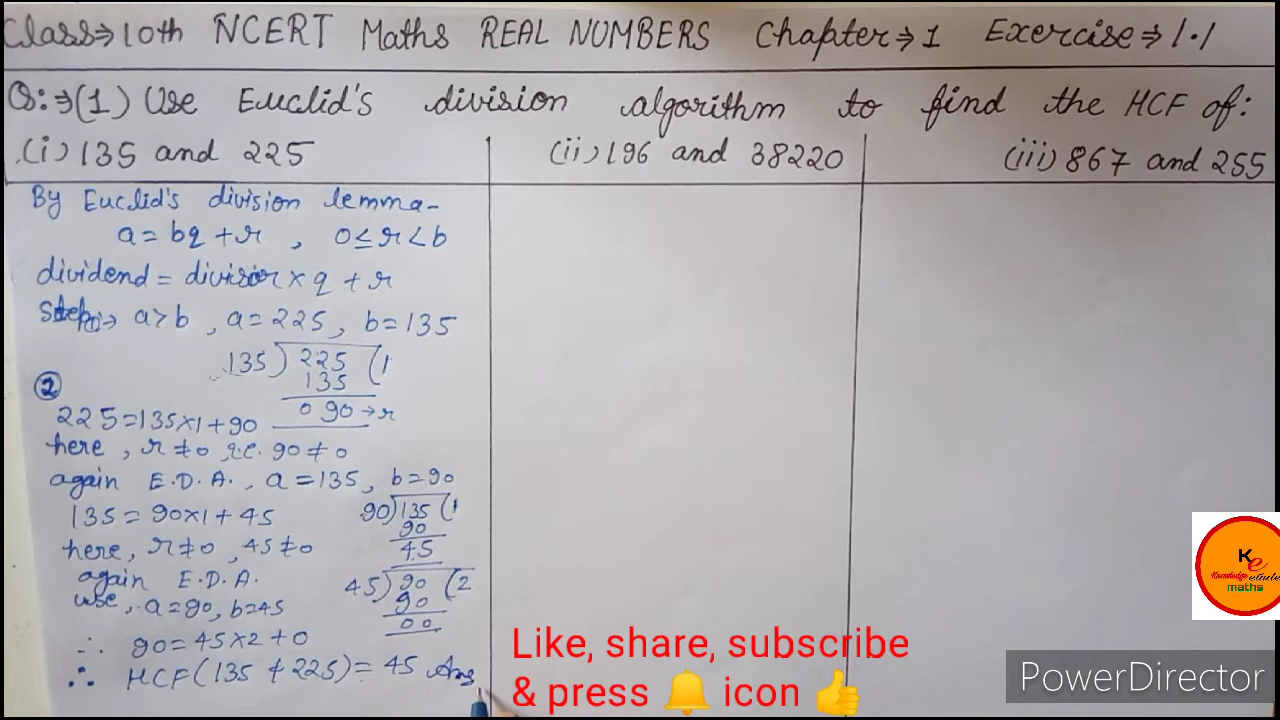 Class⇒10th NCERT Maths REAL NUMBERS Chapter⇒1 Exercise⇒1.1
Q:⇒(1) Use Euclid's division algorithm to find the HCF of:
(i) 135 and 225
(ii) 196 and 38220
(iii) 867 and 255
By Euclid's division lemma-
a = bq + r , 0 ≤ r < b
dividend = divisor × q + r
Step①⇒ a > b , a = 225 , b = 135
135) 225 (1
135
0 90 → r
②
225 = 135×1 + 90
here, r ≠ 0 , i.e. 90 ≠ 0
again E.D.A. , a = 135, b = 90
135 = 90×1 + 45
90) 135 (1
90
45
here, r ≠ 0 , 45 ≠ 0
again E.D.A.
use, a = 90, b = 45
45) 90 (2
90
00
∴ 90 = 45×2 + 0
∴ HCF (135 & 225) = 45 Ans
Ke
Knowledge
maths
Like, share, subscribe
& press 🔔 icon 👍
PowerDirector